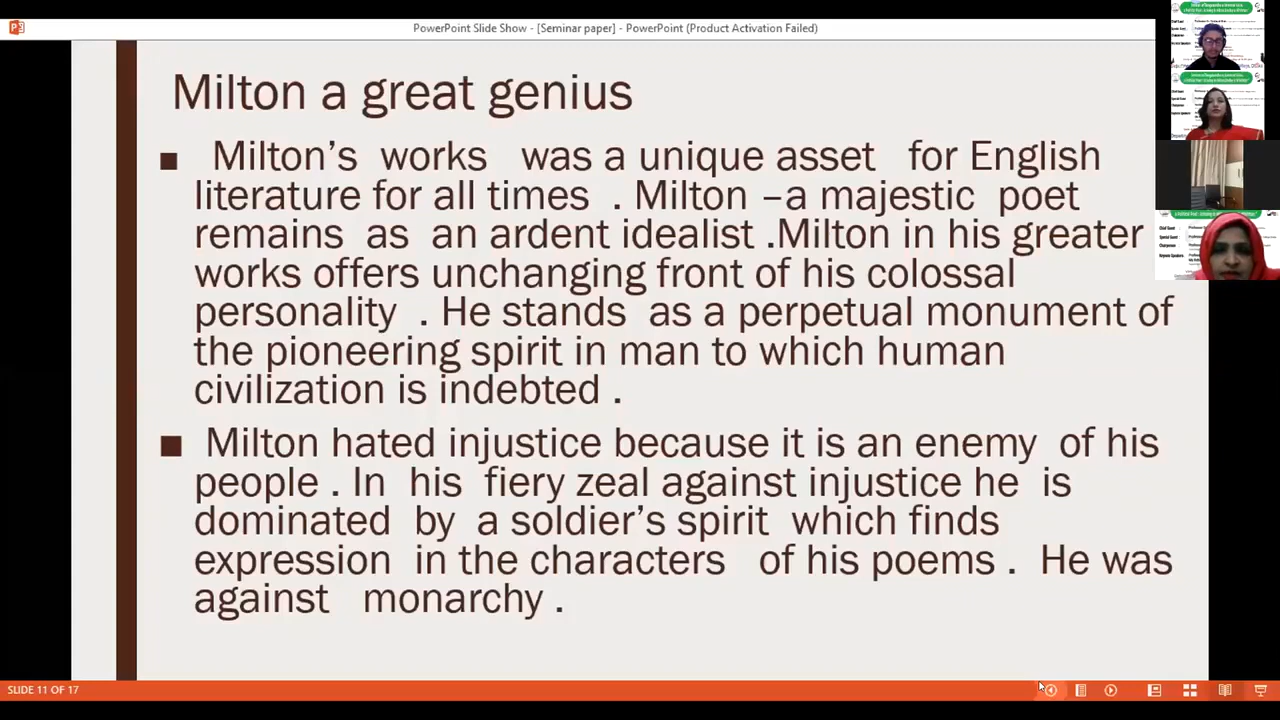 PowerPoint Slide Show - [Seminar paper] - PowerPoint (Product Activation Failed)
Milton a great genius
■ Milton's works was a unique asset for English
literature for all times . Milton –a majestic poet
remains as an ardent idealist .Milton in his greater
works offers unchanging front of his colossal
personality . He stands as a perpetual monument of
the pioneering spirit in man to which human
civilization is indebted .
■ Milton hated injustice because it is an enemy of his
people . In his fiery zeal against injustice he is
dominated by a soldier's spirit which finds
expression in the characters of his poems . He was
against monarchy .
SLIDE 11 OF 17